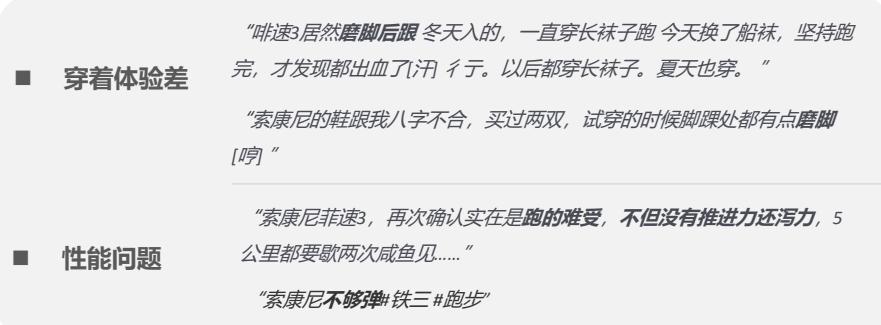 ■ 穿着体验差
“啡速3居然磨脚后跟 冬天入的，一直穿长袜子跑 今天换了船袜，坚持跑
完，才发现都出血了[汗] 彳亍。以后都穿长袜子。夏天也穿。 ”
“索康尼的鞋跟我八字不合，买过两双，试穿的时候脚踝处都有点磨脚
[哼] ”
■ 性能问题
“索康尼菲速3，再次确认实在是跑的难受，不但没有推进力还泻力，5
公里都要歇两次咸鱼见......”
“索康尼不够弹#铁三 #跑步”